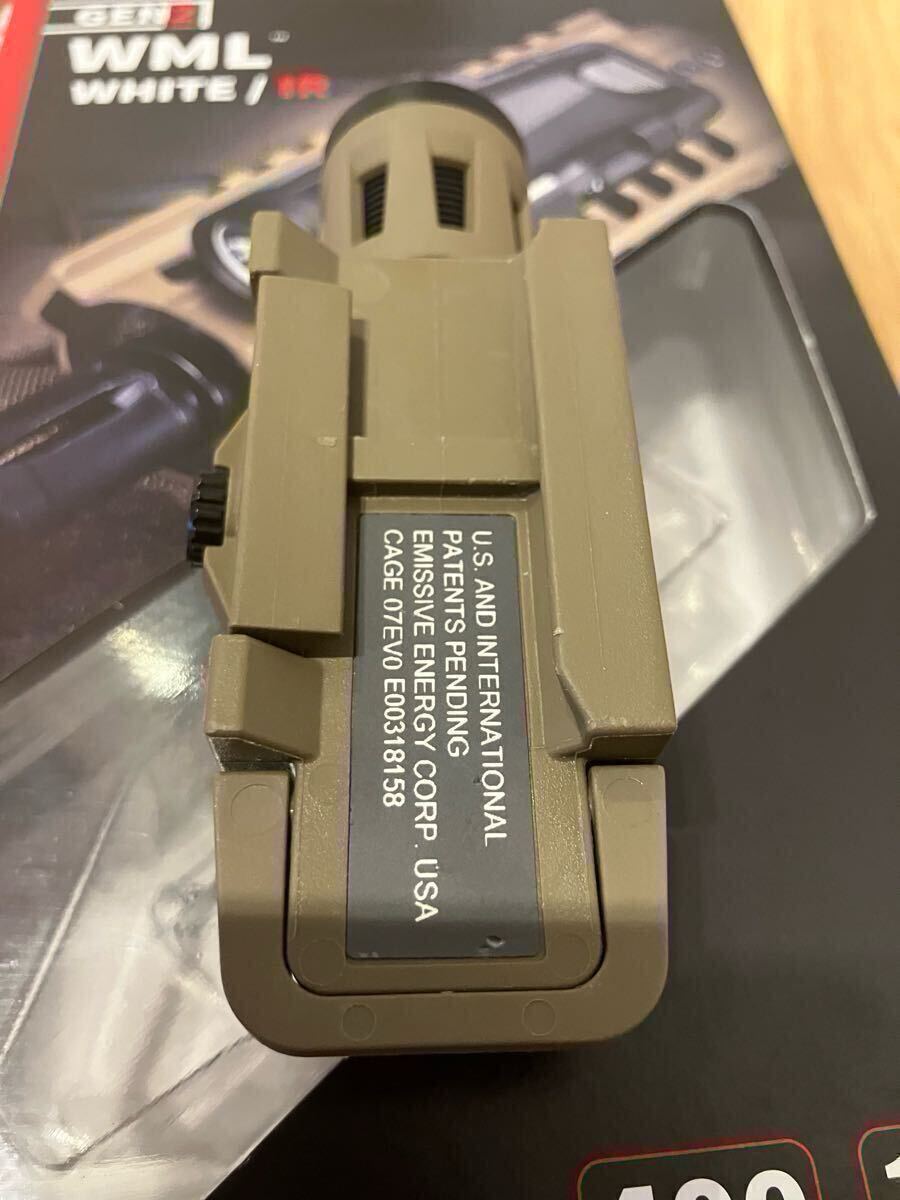 GEN2
WML®
WHITE / IR
U.S. AND INTERNATIONAL
PATENTS PENDING
EMISSIVE ENERGY CORP. USA
CAGE 07EV0 E00318158